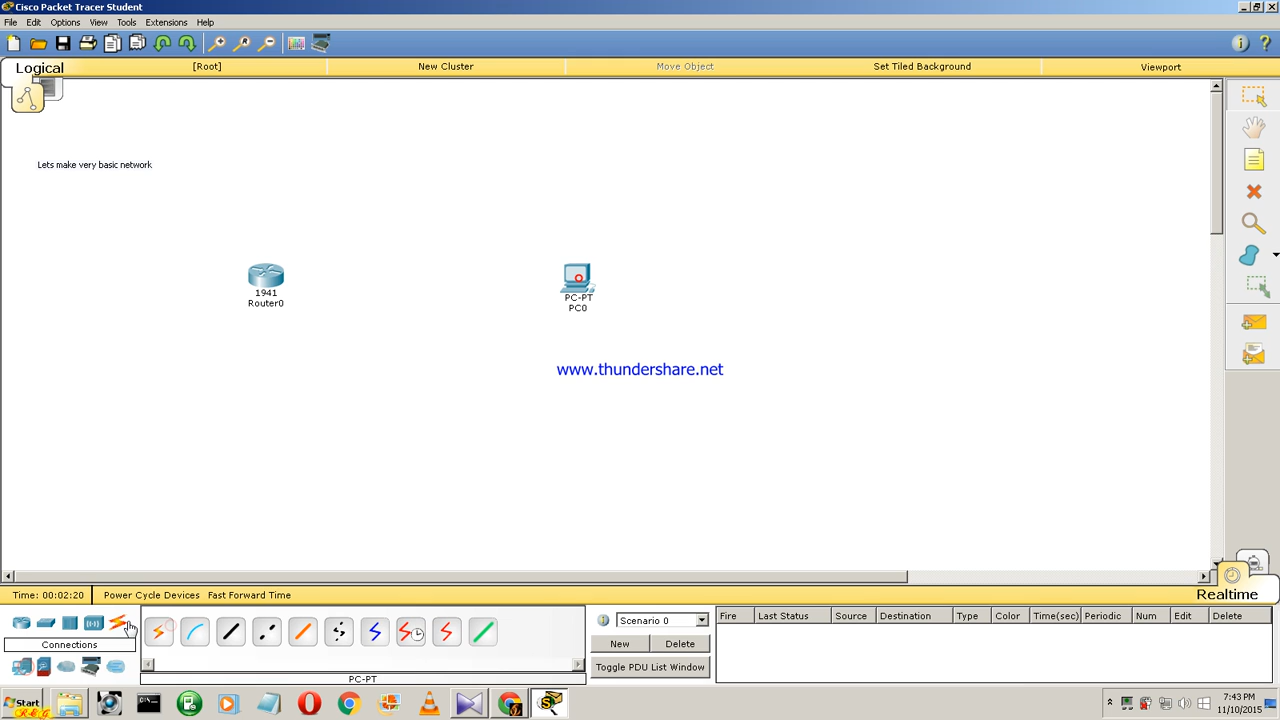 Cisco Packet Tracer Student
File Edit Options View Tools Extensions Help
Logical [Root] New Cluster Move Object Set Tiled Background Viewport
Lets make very basic network
1941
Router0
PC-PT
PC0
www.thundershare.net
Time: 00:02:20 Power Cycle Devices Fast Forward Time
Realtime
Connections
PC-PT
Scenario 0
New Delete
Toggle PDU List Window
Fire Last Status Source Destination Type Color Time(sec) Periodic Num Edit Delete
Start
7:43 PM
11/10/2015